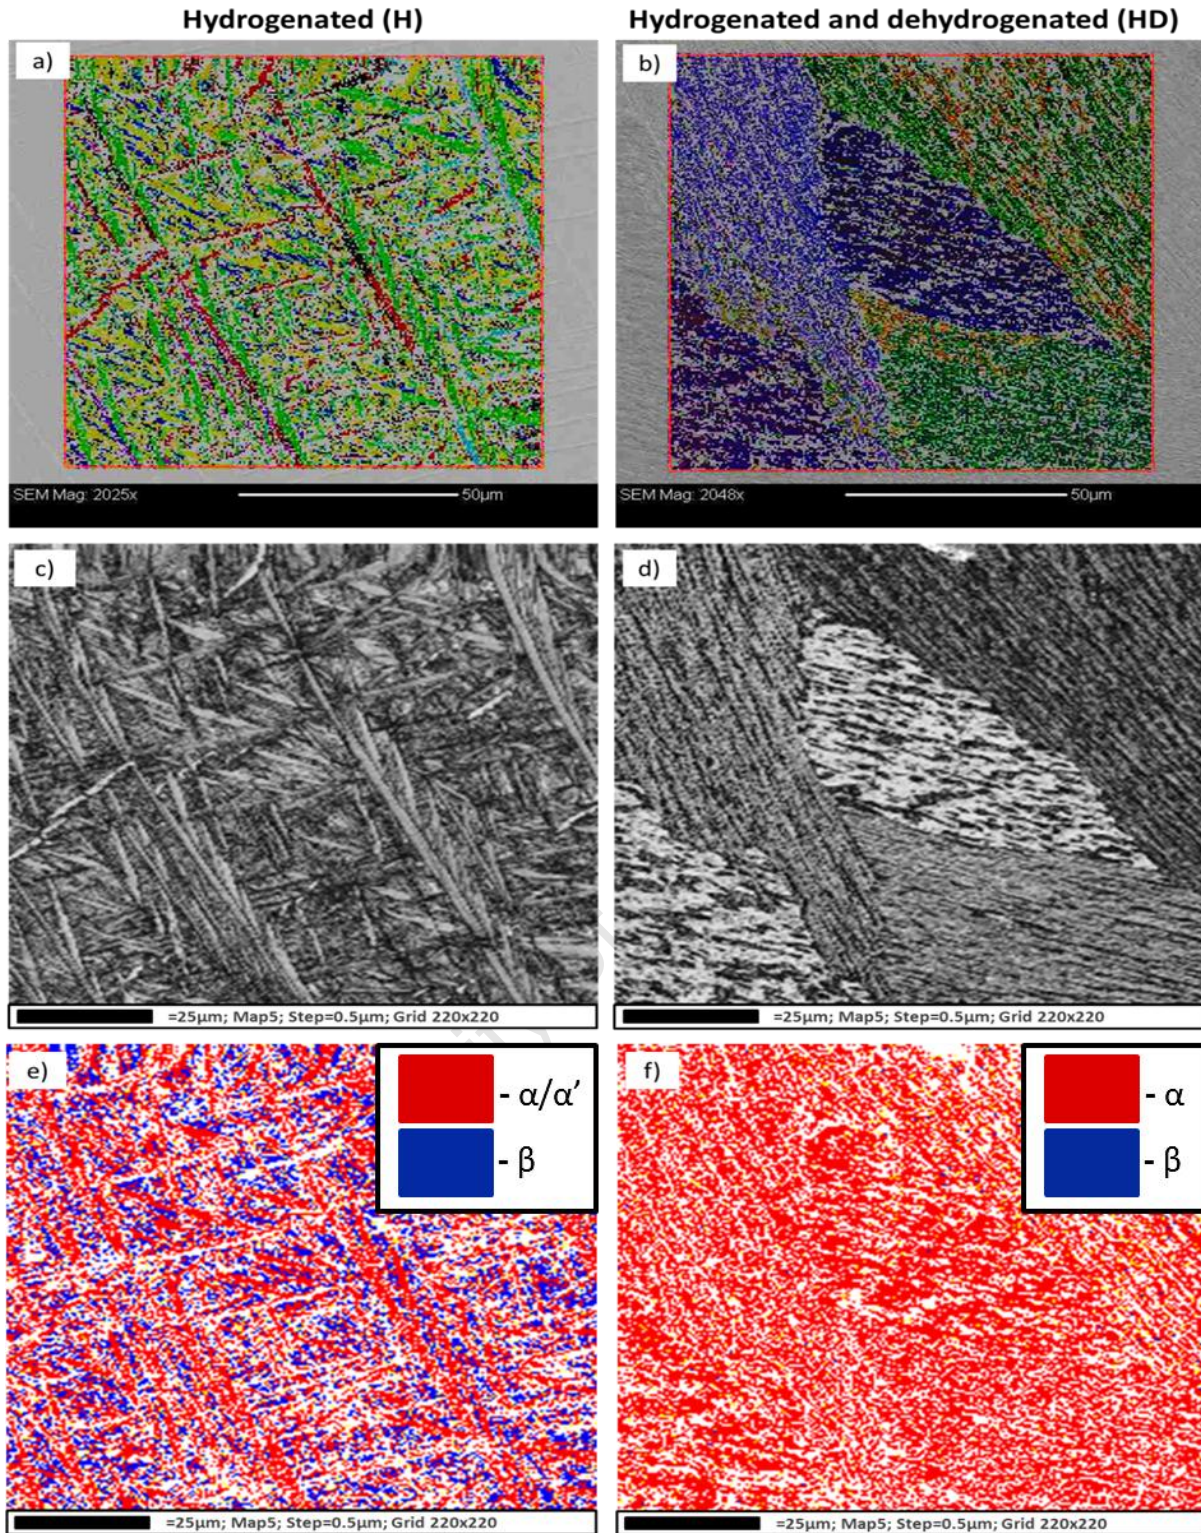 Hydrogenated (H)
Hydrogenated and dehydrogenated (HD)
a)
b)
SEM Mag: 2025x 50µm
SEM Mag: 2048x 50µm
c)
d)
=25µm; Map5; Step=0.5µm; Grid 220x220
=25µm; Map5; Step=0.5µm; Grid 220x220
e)
- α/α’
- β
f)
- α
- β
=25µm; Map5; Step=0.5µm; Grid 220x220
=25µm; Map5; Step=0.5µm; Grid 220x220